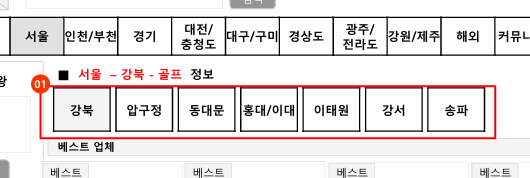 서울 인천/부천 경기 대전/충청도 대구/구미 경상도 광주/전라도 강원/제주 해외 커뮤니
왕
■ 서울 – 강북 - 골프 정보
01
강북 압구정 동대문 홍대/이대 이태원 강서 송파
베스트 업체
베스트 베스트 베스트 베스트